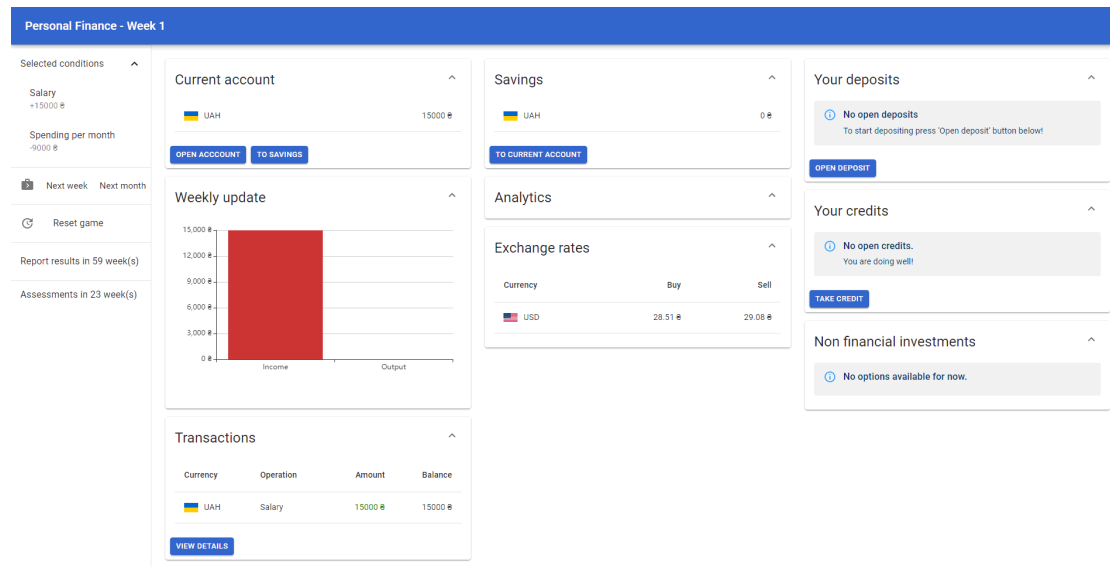 Personal Finance - Week 1
Selected conditions
Salary
+15000 ₴
Spending per month
-9000 ₴
Next week Next month
Reset game
Report results in 59 week(s)
Assessments in 23 week(s)
Current account
UAH 15000 ₴
OPEN ACCCOUNT TO SAVINGS
Weekly update
15,000 ₴
12,000 ₴
9,000 ₴
6,000 ₴
3,000 ₴
0 ₴
Income Output
Transactions
Currency Operation Amount Balance
UAH Salary 15000 ₴ 15000 ₴
VIEW DETAILS
Savings
UAH 0 ₴
TO CURRENT ACCOUNT
Analytics
Exchange rates
Currency Buy Sell
USD 28.51 ₴ 29.08 ₴
Your deposits
No open deposits
To start depositing press 'Open deposit' button below!
OPEN DEPOSIT
Your credits
No open credits.
You are doing well!
TAKE CREDIT
Non financial investments
No options available for now.